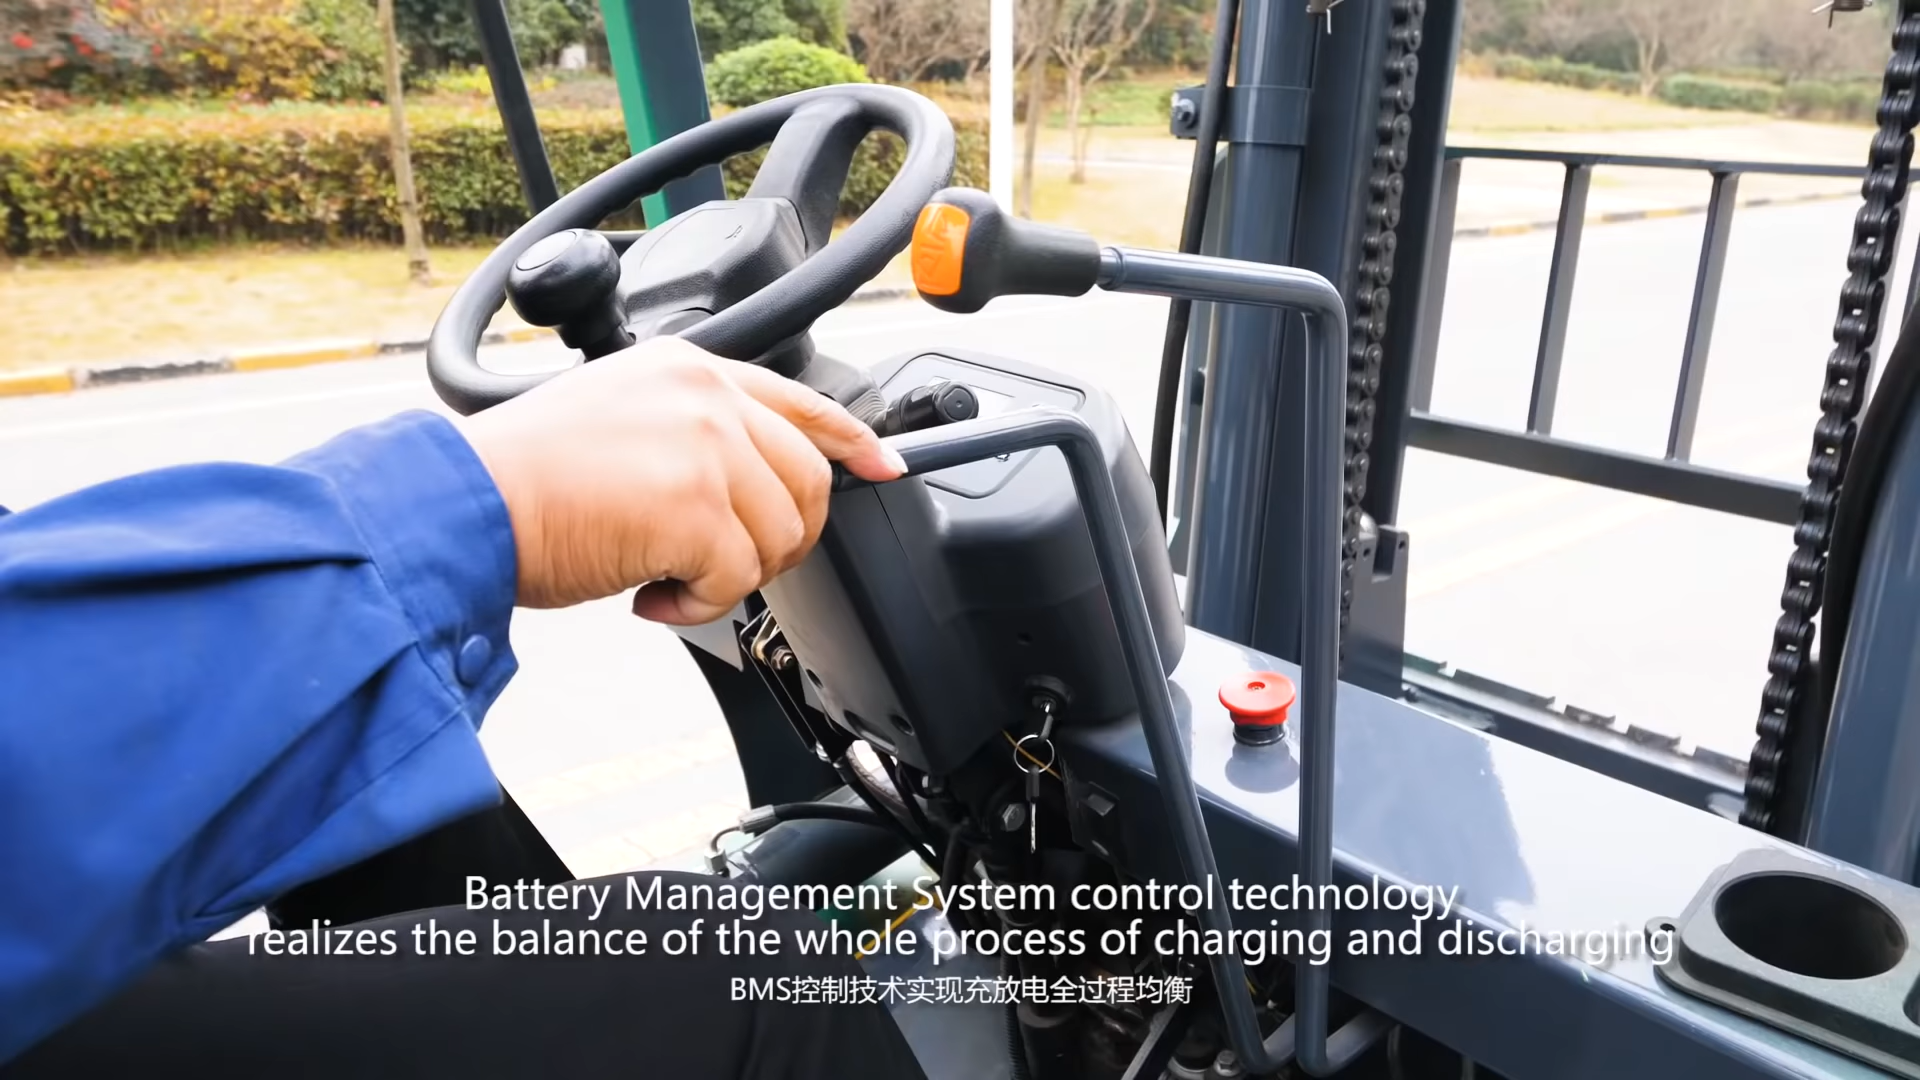 Battery Management System control technology
realizes the balance of the whole process of charging and discharging
BMS控制技术实现充放电全过程均衡